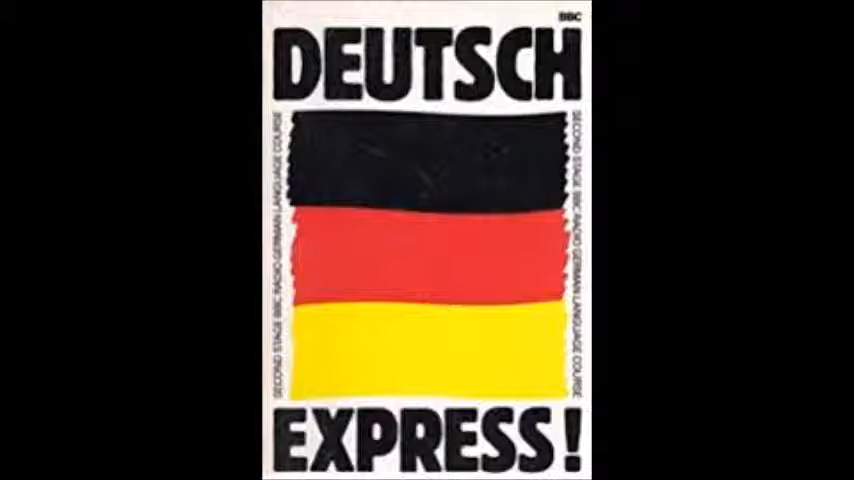 BBC
DEUTSCH
SECOND STAGE BBC RADIO GERMAN LANGUAGE COURSE
SECOND STAGE BBC RADIO GERMAN LANGUAGE COURSE
EXPRESS!